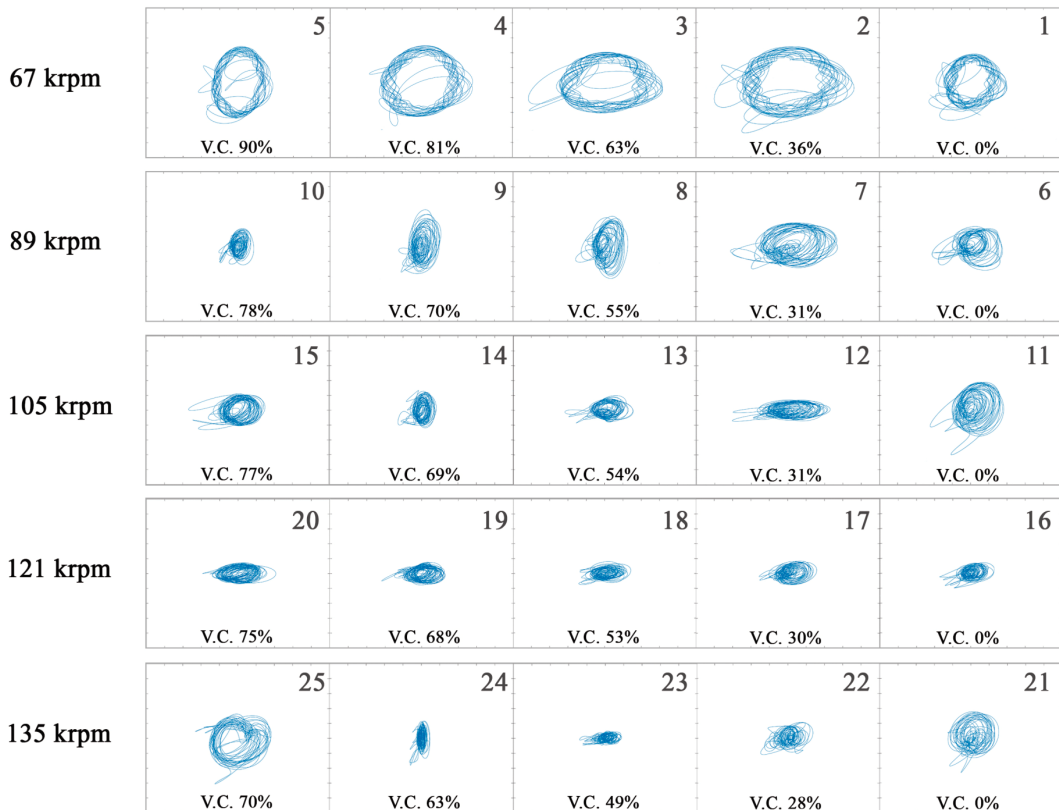 5 4 3 2 1
67 krpm
V.C. 90% V.C. 81% V.C. 63% V.C. 36% V.C. 0%
10 9 8 7 6
89 krpm
V.C. 78% V.C. 70% V.C. 55% V.C. 31% V.C. 0%
15 14 13 12 11
105 krpm
V.C. 77% V.C. 69% V.C. 54% V.C. 31% V.C. 0%
20 19 18 17 16
121 krpm
V.C. 75% V.C. 68% V.C. 53% V.C. 30% V.C. 0%
25 24 23 22 21
135 krpm
V.C. 70% V.C. 63% V.C. 49% V.C. 28% V.C. 0%